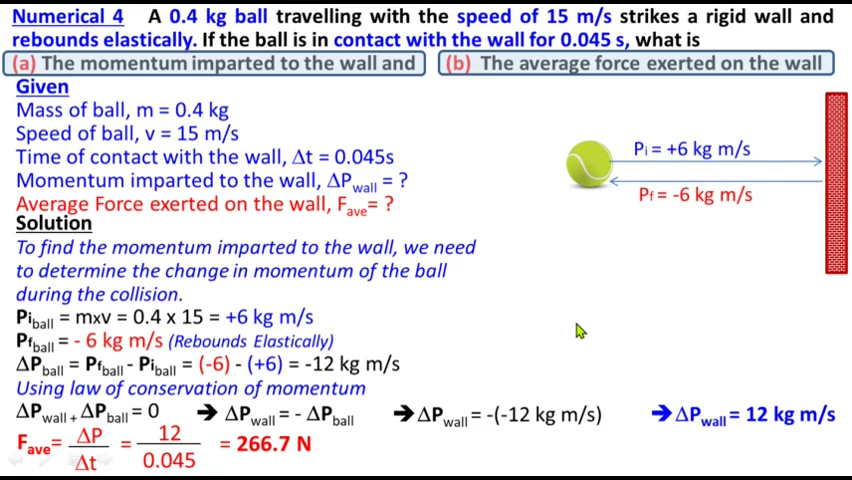 Numerical 4 A 0.4 kg ball travelling with the speed of 15 m/s strikes a rigid wall and
rebounds elastically. If the ball is in contact with the wall for 0.045 s, what is
(a) The momentum imparted to the wall and
(b) The average force exerted on the wall
Given
Mass of ball, m = 0.4 kg
Speed of ball, v = 15 m/s
Time of contact with the wall, Δt = 0.045s
Momentum imparted to the wall, ΔPwall = ?
Average Force exerted on the wall, Fave= ?
Pi = +6 kg m/s
Pf = -6 kg m/s
Solution
To find the momentum imparted to the wall, we need
to determine the change in momentum of the ball
during the collision.
Piball = mxv = 0.4 x 15 = +6 kg m/s
Pfball = - 6 kg m/s (Rebounds Elastically)
ΔPball = Pfball - Piball = (-6) - (+6) = -12 kg m/s
Using law of conservation of momentum
ΔPwall + ΔPball = 0 → ΔPwall = - ΔPball → ΔPwall = -(-12 kg m/s) → ΔPwall = 12 kg m/s
Fave= ΔP/Δt = 12/0.045 = 266.7 N